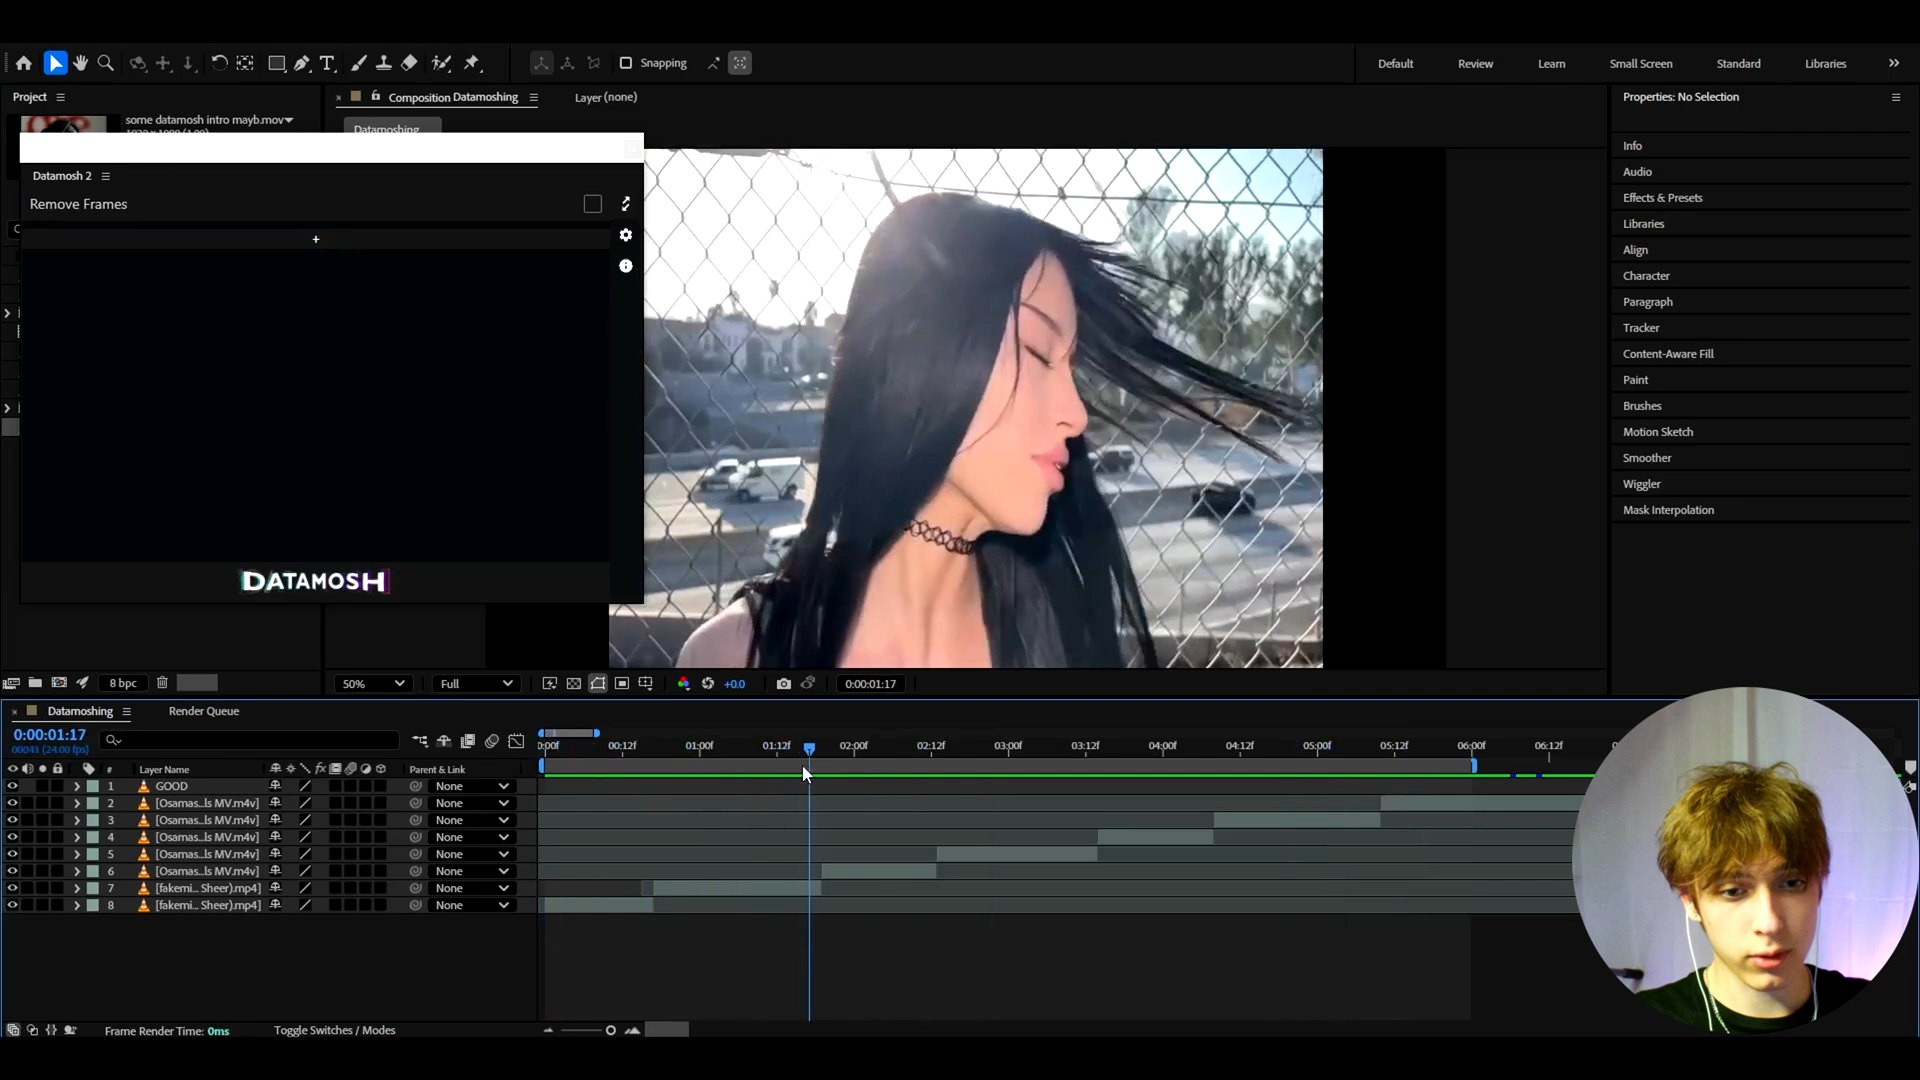 Snapping
Default
Review
Learn
Small Screen
Standard
Libraries
Project
Composition Datamoshing
Layer (none)
Properties: No Selection
some datamosh intro mayb.mov
Datamoshing
Datamosh 2
Remove Frames
+
DATAMOSH
Info
Audio
Effects & Presets
Libraries
Align
Character
Paragraph
Tracker
Content-Aware Fill
Paint
Brushes
Motion Sketch
Smoother
Wiggler
Mask Interpolation
8 bpc
50%
Full
+0.0
0:00:01:17
Datamoshing
Render Queue
0:00:01:17
00041 (24.00 fps)
0:00f 00:12f 01:00f 01:12f 02:00f 02:12f 03:00f 03:12f 04:00f 04:12f 05:00f 05:12f 06:00f 06:12f
# Layer Name fx Parent & Link
1 GOOD None
2 [Osamas...ls MV.m4v] None
3 [Osamas...ls MV.m4v] None
4 [Osamas...ls MV.m4v] None
5 [Osamas...ls MV.m4v] None
6 [Osamas...ls MV.m4v] None
7 [fakemi... Sheer).mp4] None
8 [fakemi... Sheer).mp4] None
Frame Render Time: 0ms
Toggle Switches / Modes